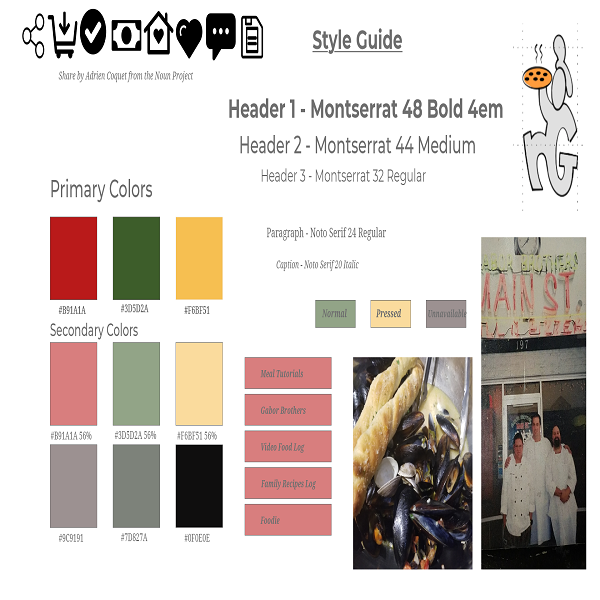 Style Guide
Share by Adrien Coquet from the Noun Project
Header 1 - Montserrat 48 Bold 4em
Header 2 - Montserrat 44 Medium
Header 3 - Montserrat 32 Regular
Primary Colors
#B91A1A
#3D5D2A
#F6BF51
Paragraph - Noto Serif 24 Regular
Caption - Noto Serif 20 Italic
Normal
Pressed
Unavailable
Secondary Colors
#B91A1A 56%
#3D5D2A 56%
#F6BF51 56%
#9C9191
#7D827A
#0F0E0E
Meal Tutorials
Gabor Brothers
Video Food Log
Family Recipes Log
Foodie
nG
MAIN ST.
197